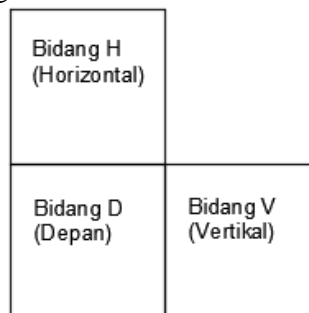 Bidang H
(Horizontal)
Bidang D
(Depan)
Bidang V
(Vertikal)